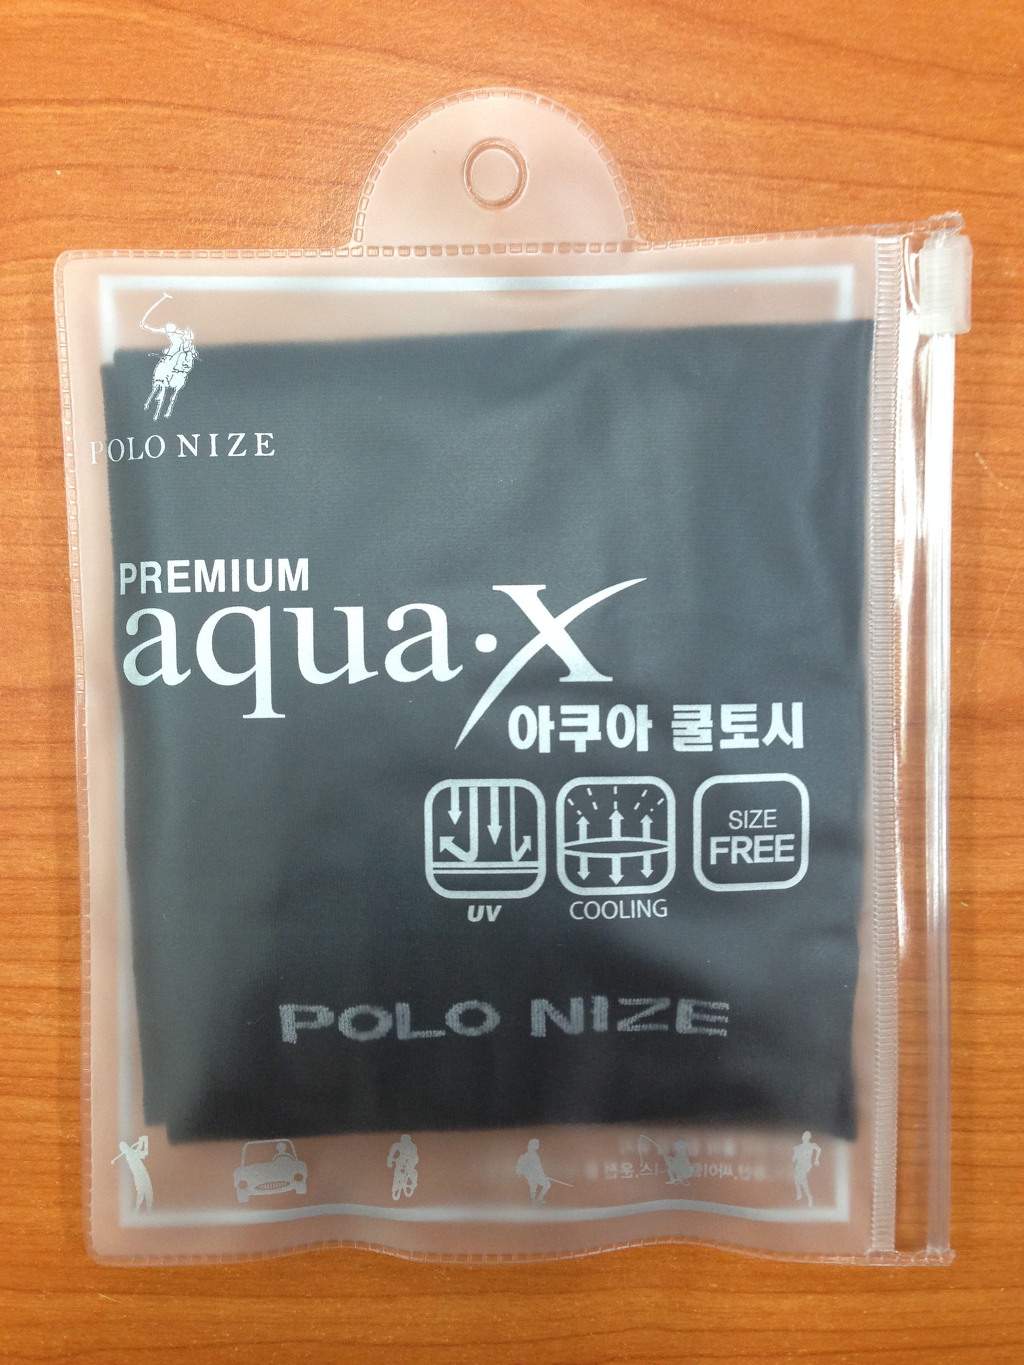 POLO NIZE
PREMIUM
aqua·X
아쿠아 쿨토시
SIZE
FREE
UV
COOLING
POLO NIZE